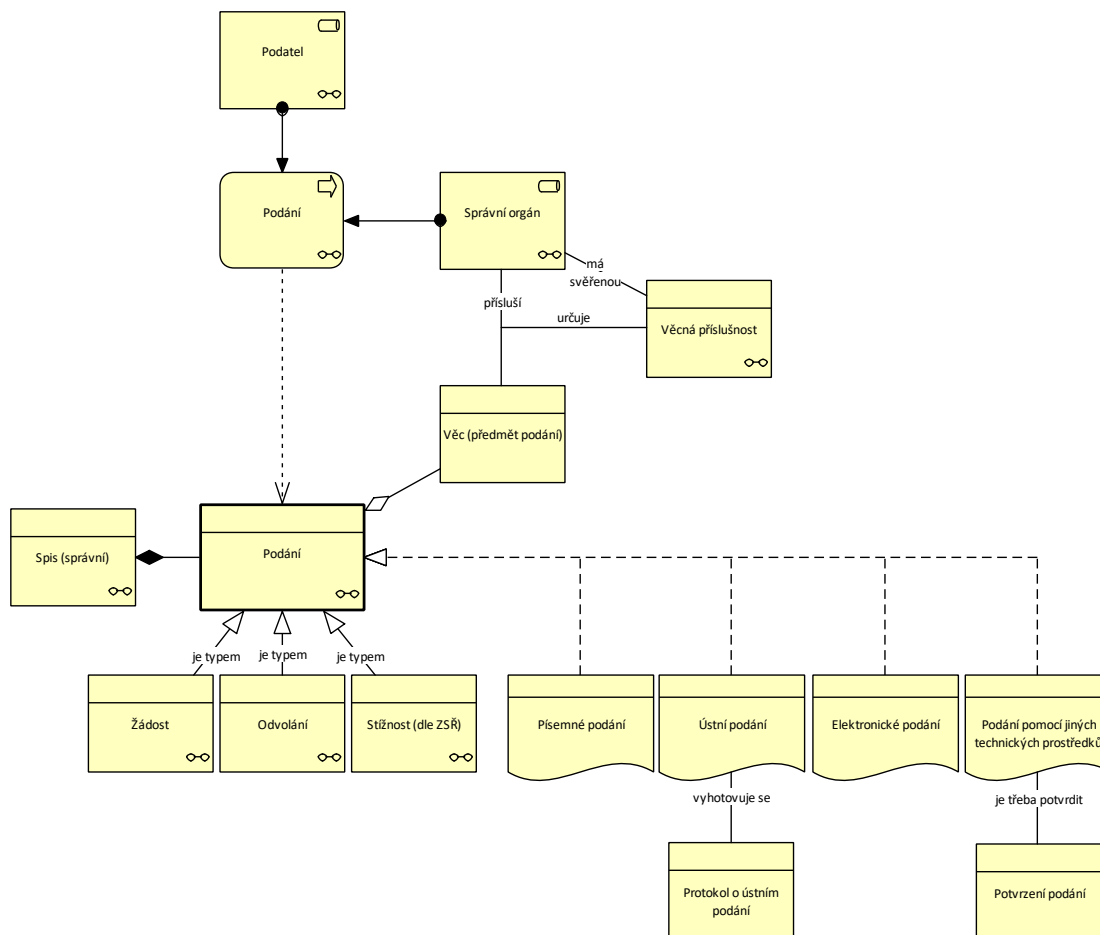 Podatel
Podání
Správní orgán
má
svěřenou
přísluší
určuje
Věcná příslušnost
Věc (předmět podání)
Spis (správní)
Podání
je typem
je typem
je typem
Žádost
Odvolání
Stížnost (dle ZSŘ)
Písemné podání
Ústní podání
Elektronické podání
Podání pomocí jiných
technických prostředků
vyhotovuje se
je třeba potvrdit
Protokol o ústním
podání
Potvrzení podání